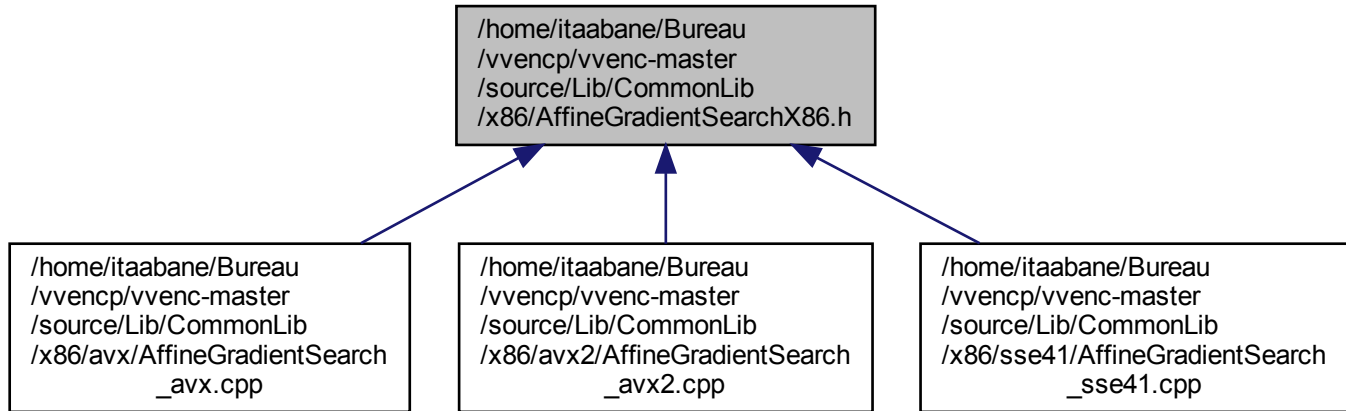 /home/itaabane/Bureau
/vvencp/vvenc-master
/source/Lib/CommonLib
/x86/AffineGradientSearchX86.h
/home/itaabane/Bureau
/vvencp/vvenc-master
/source/Lib/CommonLib
/x86/avx/AffineGradientSearch
_avx.cpp
/home/itaabane/Bureau
/vvencp/vvenc-master
/source/Lib/CommonLib
/x86/avx2/AffineGradientSearch
_avx2.cpp
/home/itaabane/Bureau
/vvencp/vvenc-master
/source/Lib/CommonLib
/x86/sse41/AffineGradientSearch
_sse41.cpp